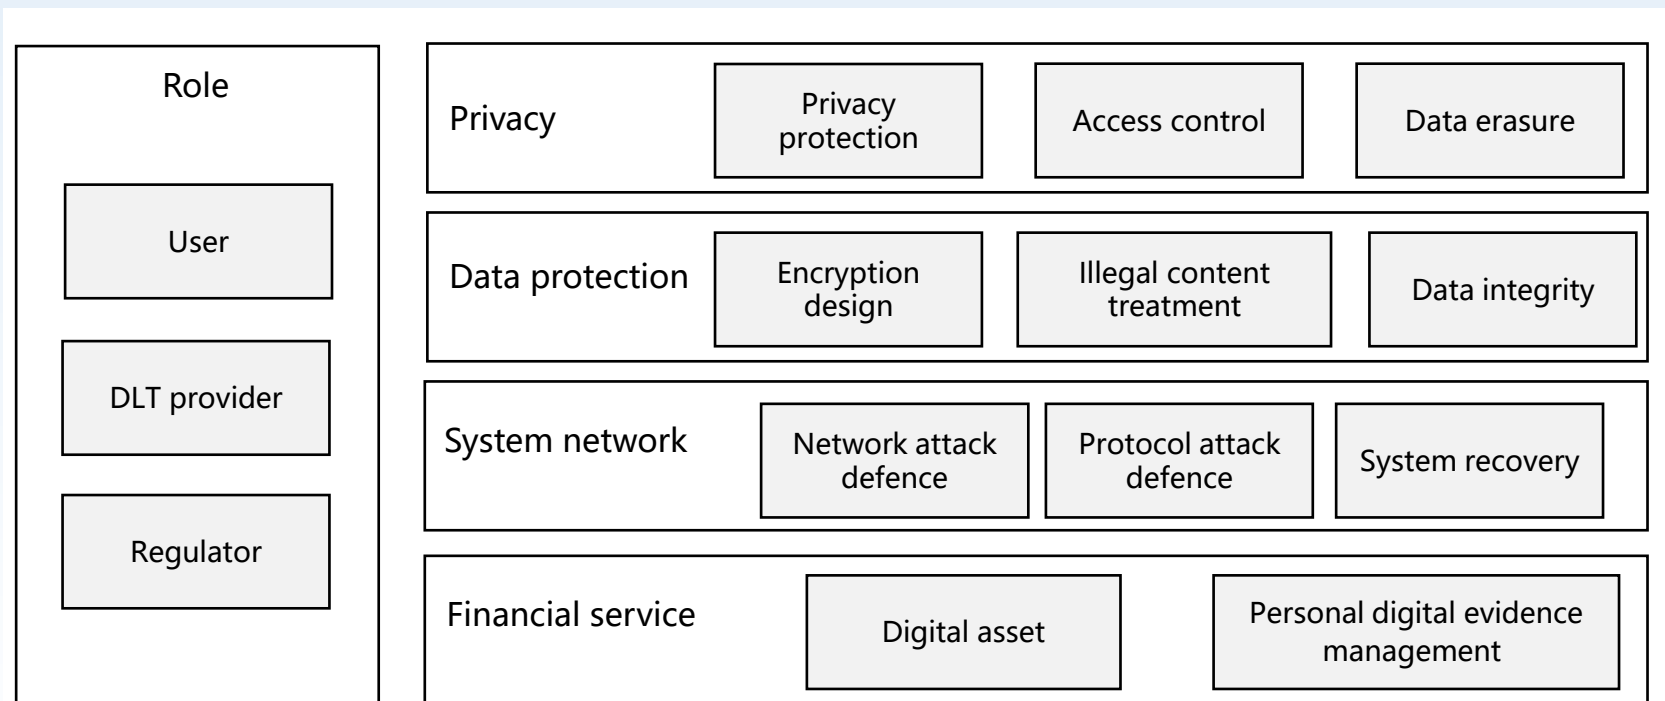 Role
User
DLT provider
Regulator
Privacy
Privacy
protection
Access control
Data erasure
Data protection
Encryption
design
Illegal content
treatment
Data integrity
System network
Network attack
defence
Protocol attack
defence
System recovery
Financial service
Digital asset
Personal digital evidence
management